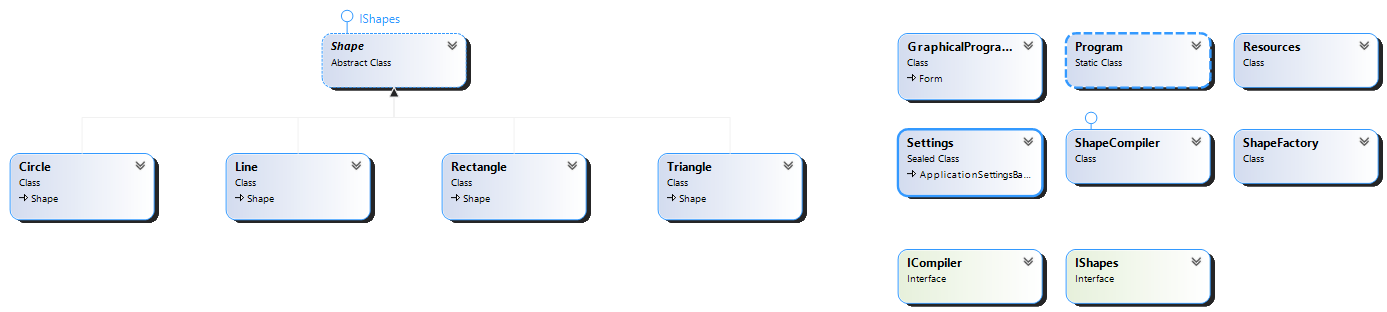 IShapes
Shape
Abstract Class
Circle
Class
Shape
Line
Class
Shape
Rectangle
Class
Shape
Triangle
Class
Shape
GraphicalProgra...
Class
Form
Program
Static Class
Resources
Class
Settings
Sealed Class
ApplicationSettingsBa...
ShapeCompiler
Class
ShapeFactory
Class
ICompiler
Interface
IShapes
Interface